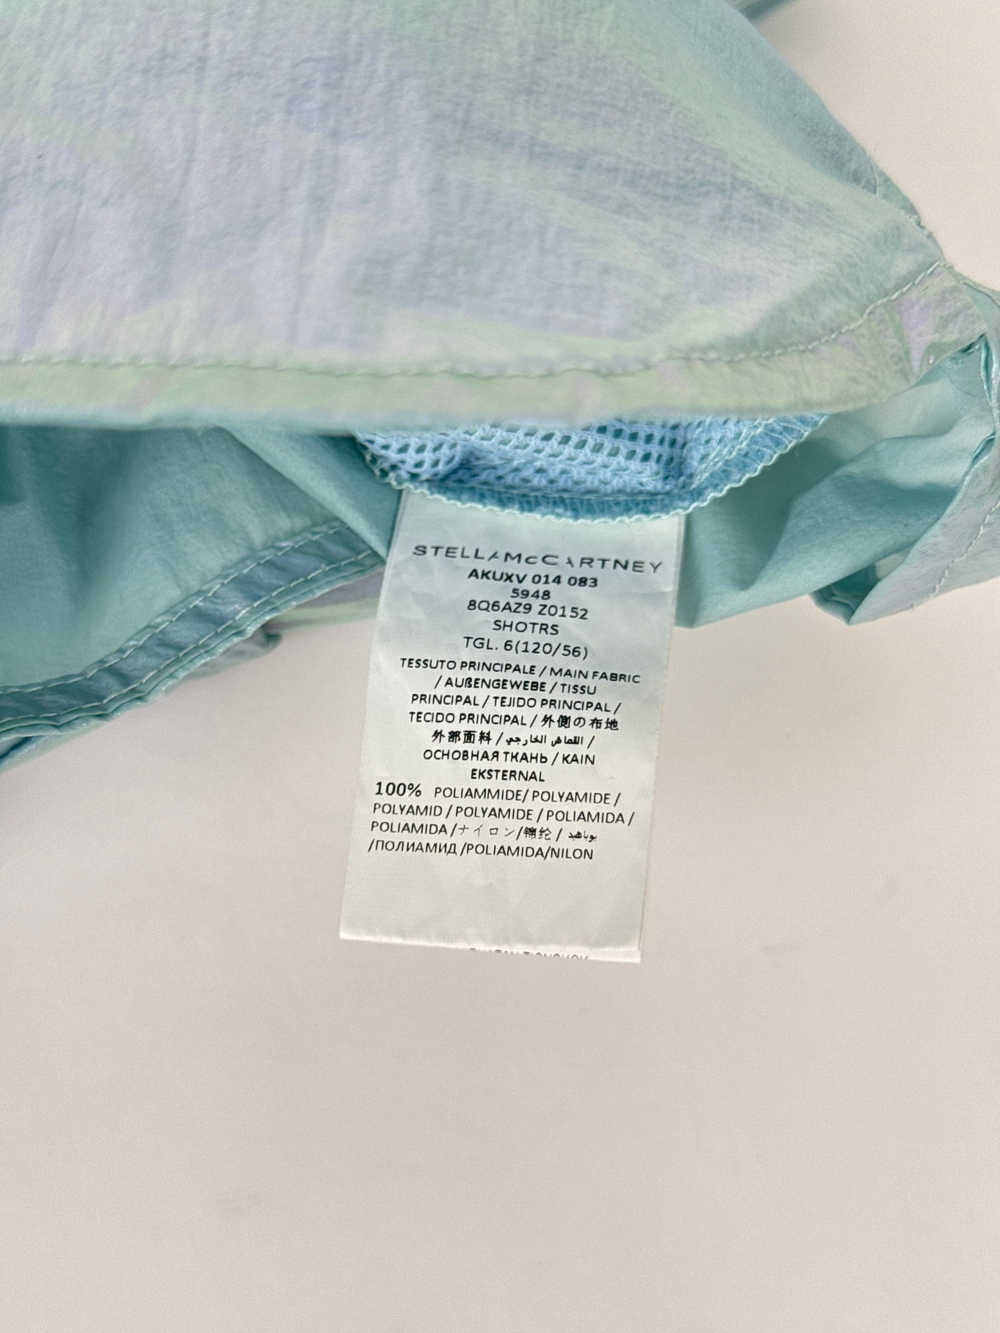 STELLAMcCARTNEY
AKUXV 014 083
5948
8Q6AZ9 Z0152
SHOTRS
TGL. 6(120/56)
TESSUTO PRINCIPALE / MAIN FABRIC
/ AUßENGEWEBE / TISSU
PRINCIPAL / TEJIDO PRINCIPAL /
TECIDO PRINCIPAL / 外側の布地
外部面料 / القماش الخارجي /
ОСНОВНАЯ ТКАНЬ / KAIN
EKSTERNAL
100% POLIAMMIDE/ POLYAMIDE /
POLYAMID / POLYAMIDE / POLIAMIDA /
POLIAMIDA /ナイロン/锦纶 /
/ПОЛИАМИД /POLIAMIDA/NILON